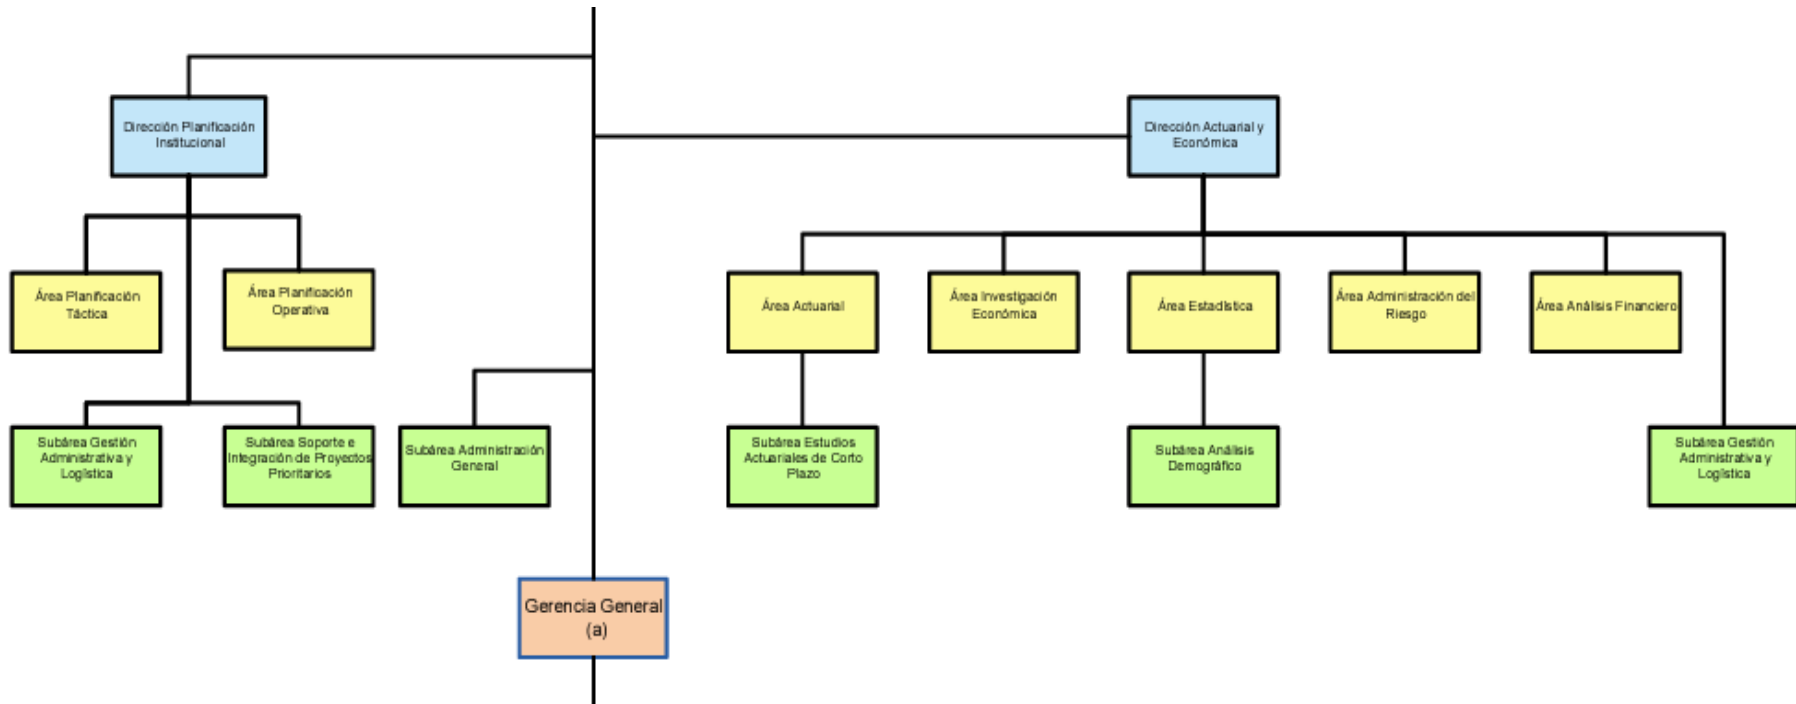 Dirección Planificación
Institucional
Dirección Actuarial y
Económica
Área Planificación
Táctica
Área Planificación
Operativa
Área Actuarial
Área Investigación
Económica
Área Estadística
Área Administración del
Riesgo
Área Análisis Financiero
Subárea Gestión
Administrativa y
Logística
Subárea Soporte e
Integración de Proyectos
Prioritarios
Subárea Administración
General
Subárea Estudios
Actuariales de Corto
Plazo
Subárea Análisis
Demográfico
Subárea Gestión
Administrativa y
Logística
Gerencia General
(a)